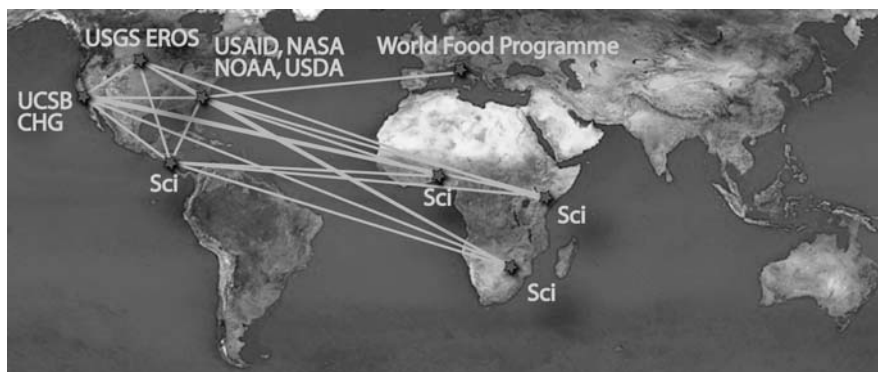 USGS EROS
USAID, NASA
NOAA, USDA
World Food Programme
UCSB
CHG
Sci
Sci
Sci
Sci